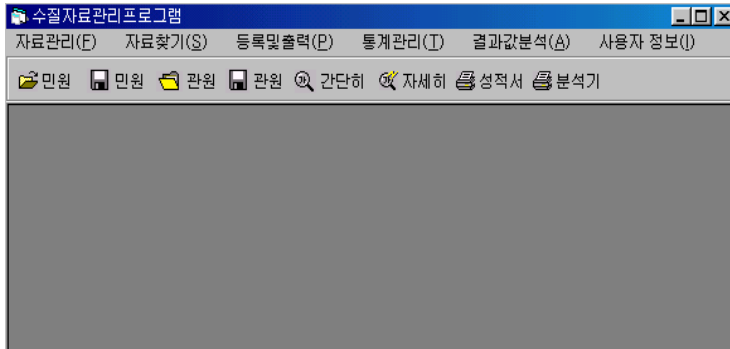 수질자료관리프로그램
자료관리(F) 자료찾기(S) 등록및출력(P) 통계관리(T) 결과값분석(A) 사용자 정보(I)
민원 민원 관원 관원 간단히 자세히 성적서 분석기